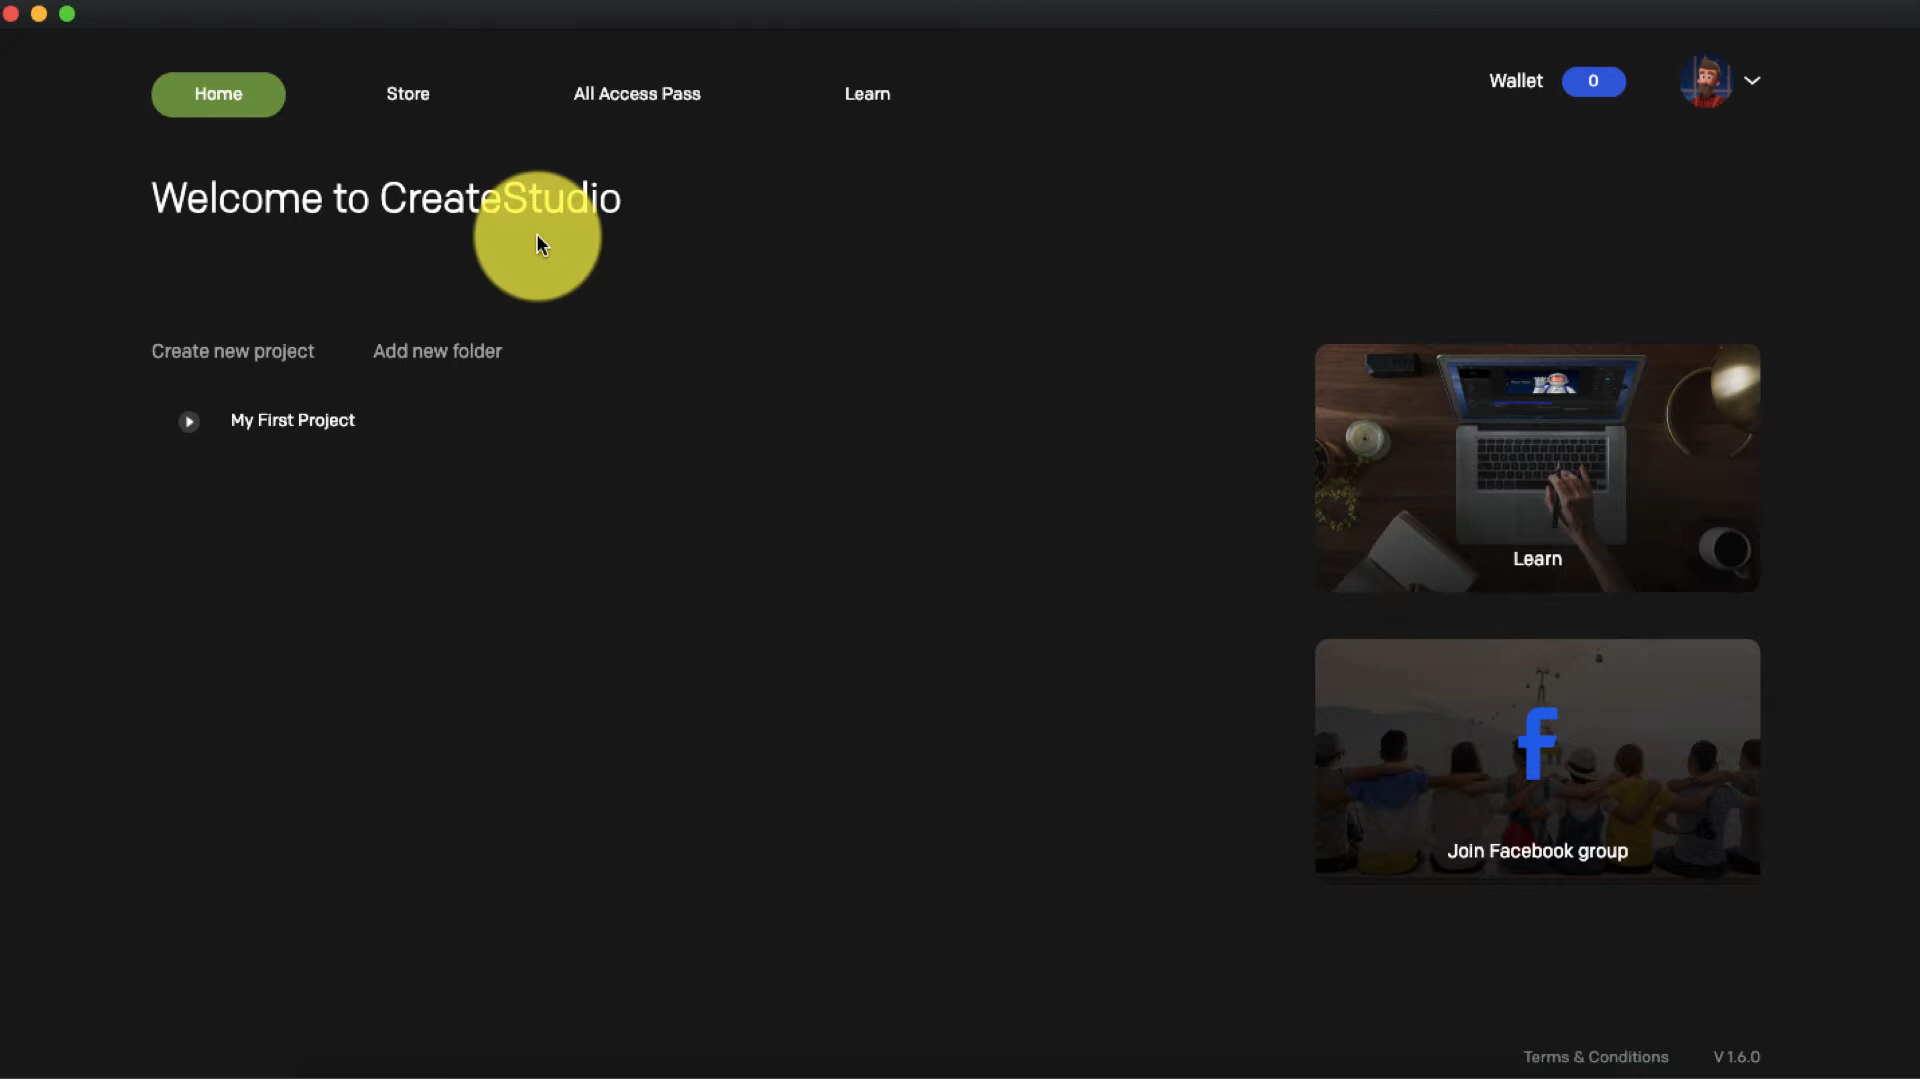 Home
Store
All Access Pass
Learn
Wallet
0
Welcome to CreateStudio
Create new project
Add new folder
My First Project
Learn
f
Join Facebook group
Terms & Conditions
V 1.6.0